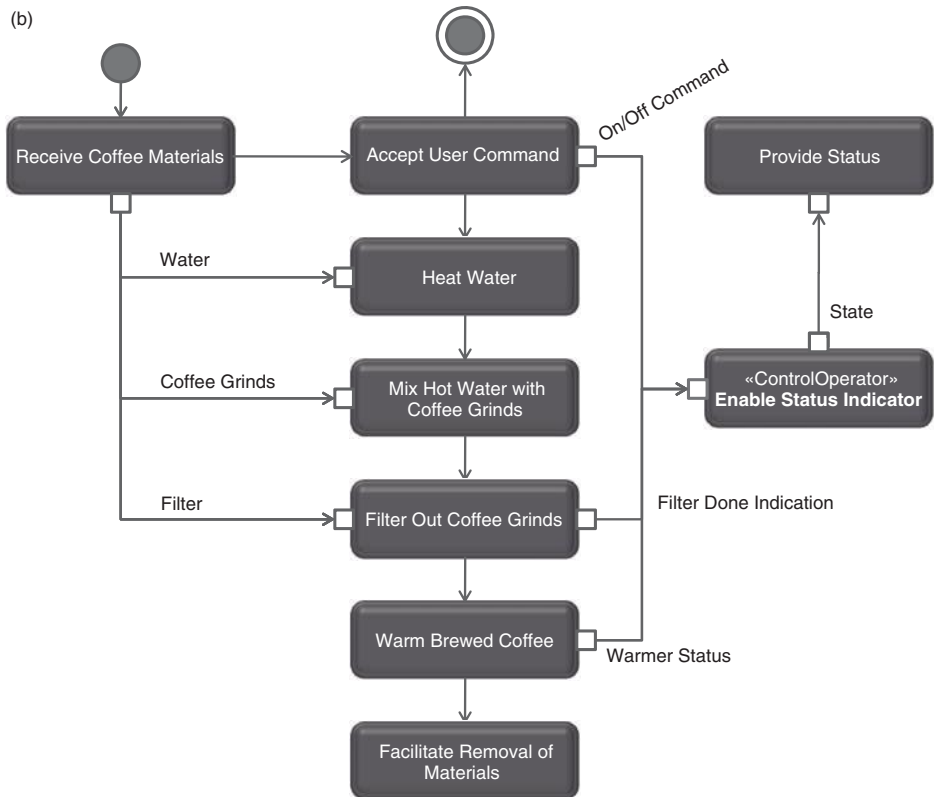 (b)
On/Off Command
Receive Coffee Materials
Accept User Command
Provide Status
Water
Heat Water
State
Coffee Grinds
Mix Hot Water with
Coffee Grinds
«ControlOperator»
Enable Status Indicator
Filter
Filter Out Coffee Grinds
Filter Done Indication
Warm Brewed Coffee
Warmer Status
Facilitate Removal of
Materials